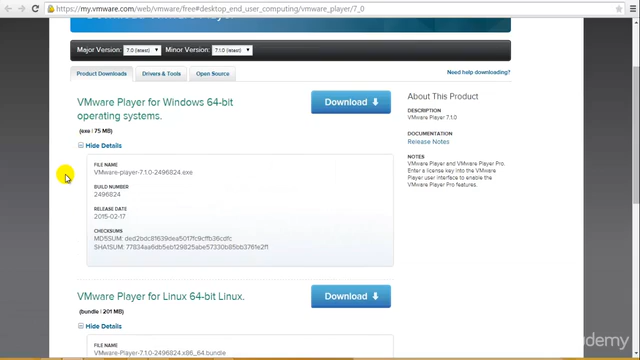 https://my.vmware.com/web/vmware/free#desktop_end_user_computing/vmware_player/7_0
Major Version: 7.0 (latest) Minor Version: 7.1.0 (latest)
Product Downloads Drivers & Tools Open Source Need help downloading?
VMware Player for Windows 64-bit operating systems.
(exe | 75 MB)
Download
Hide Details
FILE NAME
VMware-player-7.1.0-2496824.exe
BUILD NUMBER
2496824
RELEASE DATE
2015-02-17
CHECKSUMS
MD5SUM: ded2bdc81639dea5017fc9cffb36cdfc
SHA1SUM: 77834aa6db5eb129825abe57330b85bb3761e2f1
About This Product
DESCRIPTION
VMware Player 7.1.0
DOCUMENTATION
Release Notes
NOTES
VMware Player and VMware Player Pro.
Enter a license key into the VMware
Player user interface to enable the
VMware Player Pro features.
VMware Player for Linux 64-bit Linux.
(bundle | 201 MB)
Download
Hide Details
FILE NAME
VMware-Player-7.1.0-2496824.x86_64.bundle